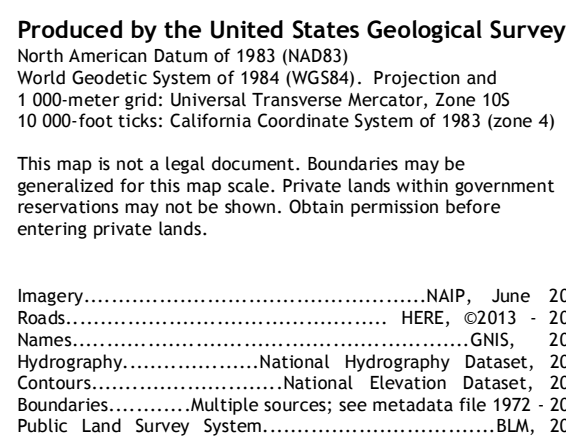 Produced by the United States Geological Survey
North American Datum of 1983 (NAD83)
World Geodetic System of 1984 (WGS84). Projection and
1 000-meter grid: Universal Transverse Mercator, Zone 10S
10 000-foot ticks: California Coordinate System of 1983 (zone 4)
This map is not a legal document. Boundaries may be
generalized for this map scale. Private lands within government
reservations may not be shown. Obtain permission before
entering private lands.
Imagery.................................................NAIP, June 20
Roads............................................... HERE, ©2013 - 20
Names..........................................................GNIS, 20
Hydrography....................National Hydrography Dataset, 20
Contours............................National Elevation Dataset, 20
Boundaries............Multiple sources; see metadata file 1972 - 20
Public Land Survey System..................................BLM, 20